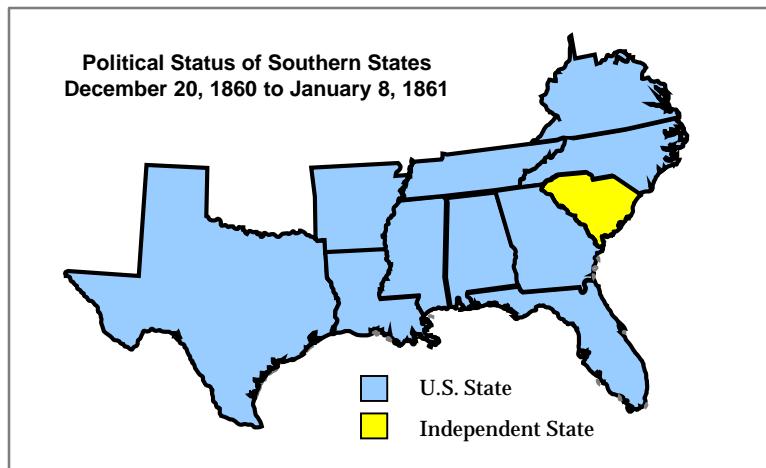 Political Status of Southern States
December 20, 1860 to January 8, 1861
U.S. State
Independent State